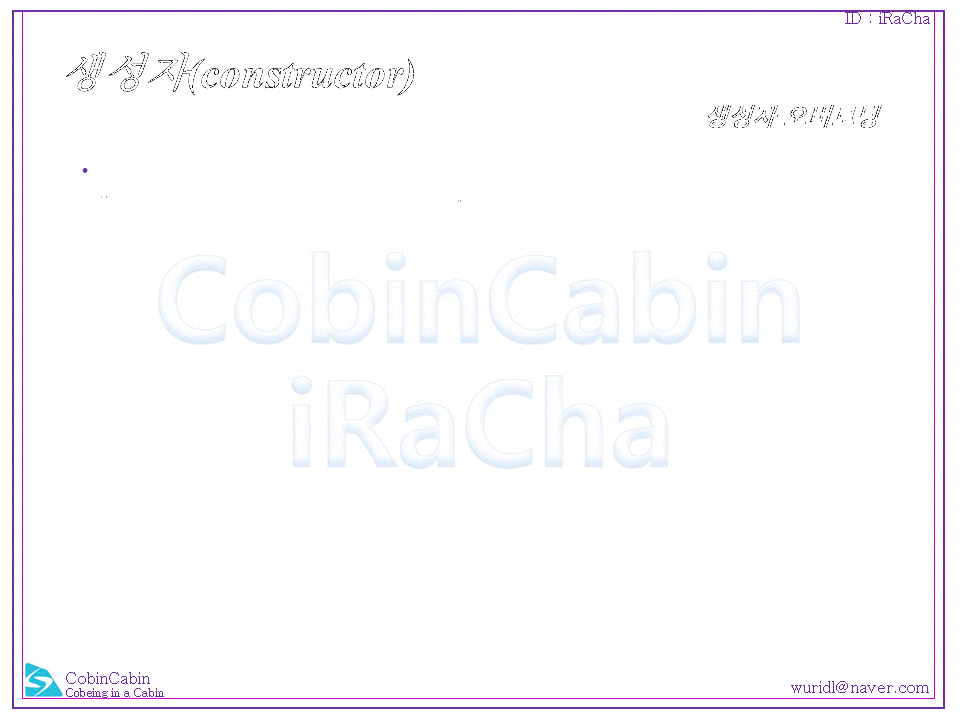 ID : iRaCha
생성자(constructor)
생성자 오버로딩
•
CobinCabin
iRaCha
CobinCabin
Cobeing in a Cabin
wuridl@naver.com